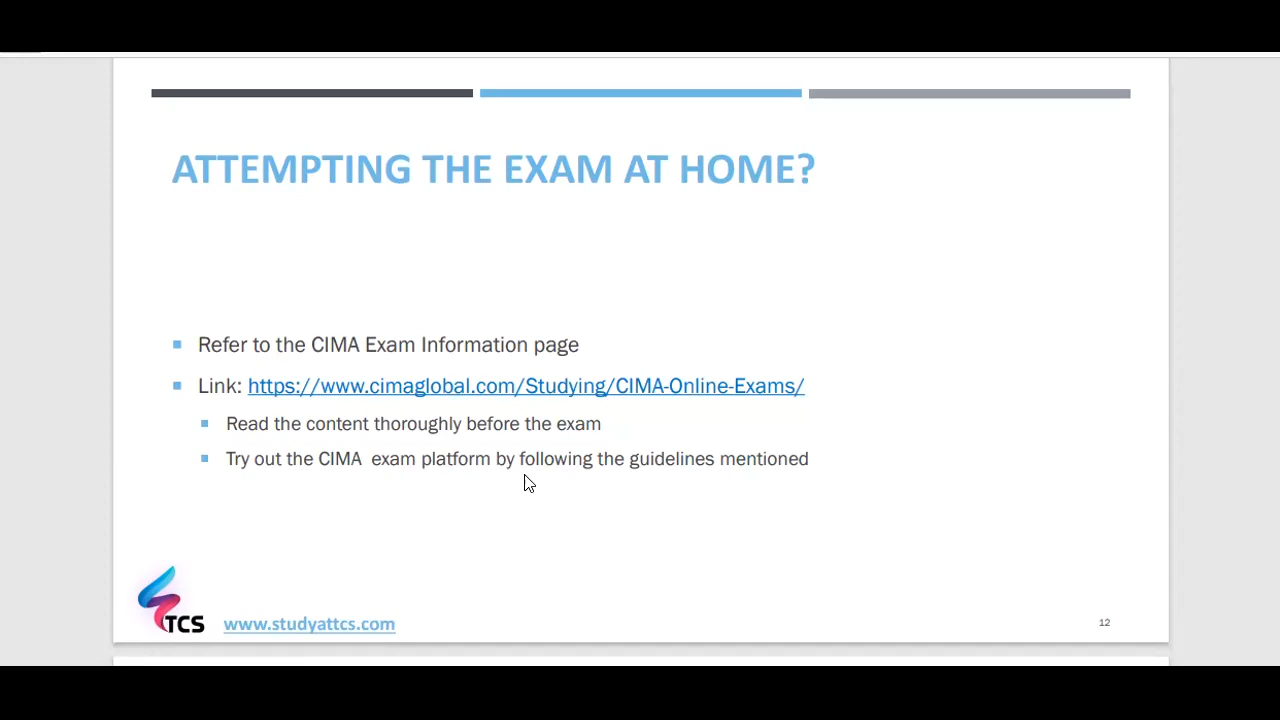 ATTEMPTING THE EXAM AT HOME?
Refer to the CIMA Exam Information page
Link: https://www.cimaglobal.com/Studying/CIMA-Online-Exams/
Read the content thoroughly before the exam
Try out the CIMA exam platform by following the guidelines mentioned
TCS
www.studyattcs.com
12